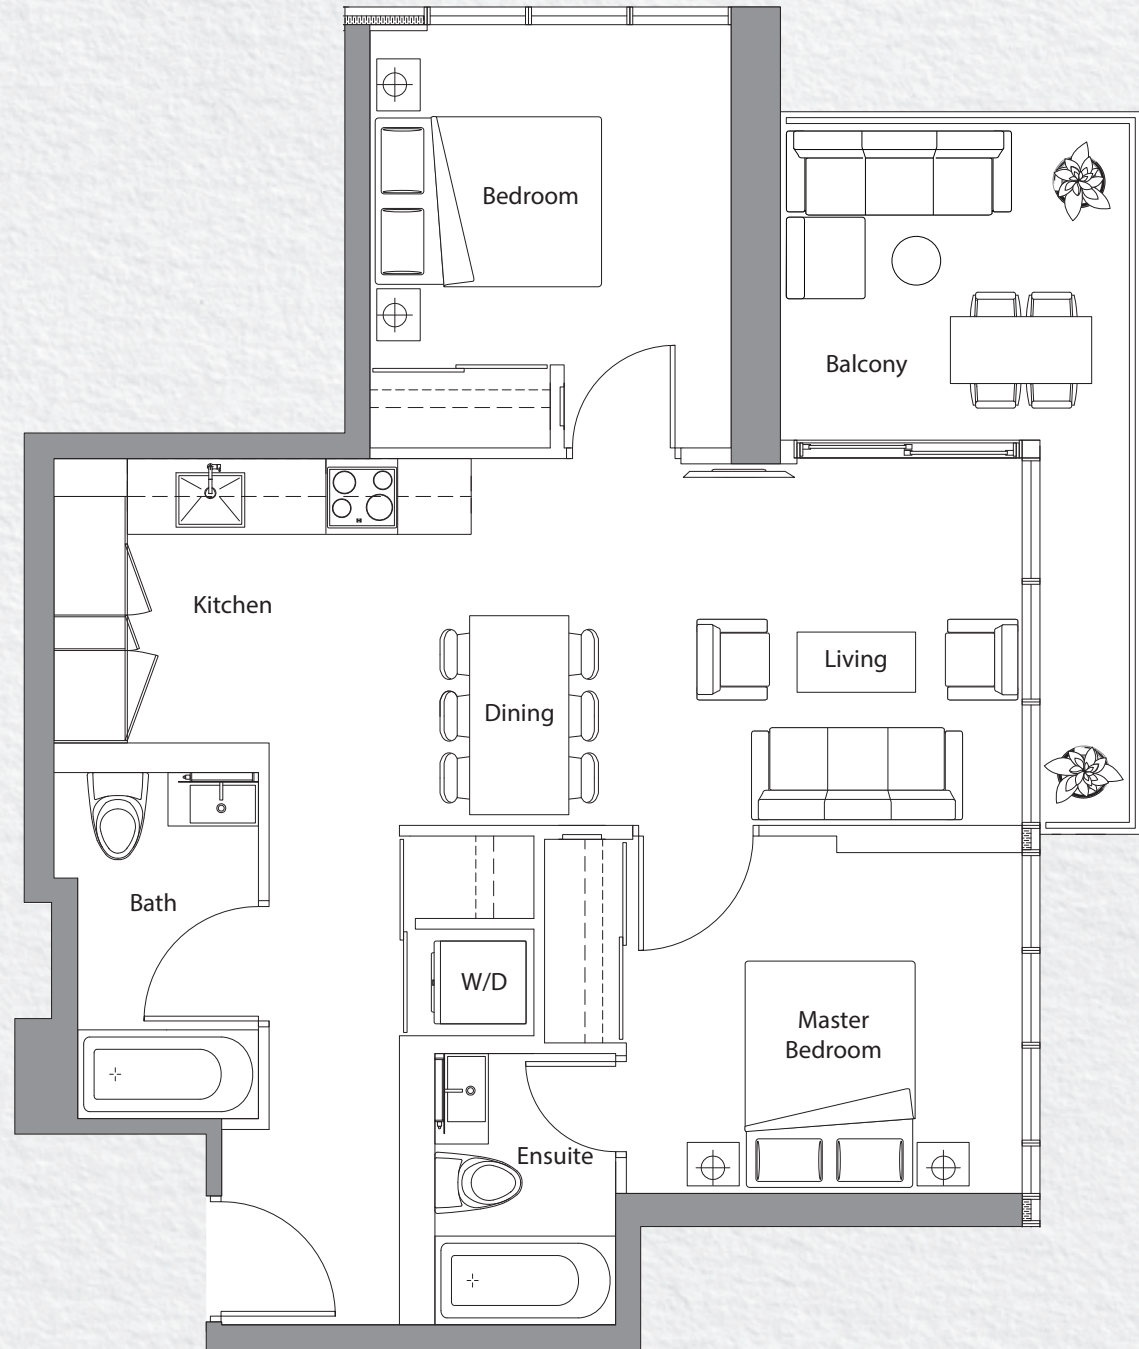 Bedroom
Balcony
Kitchen
Living
Dining
Bath
W/D
Master
Bedroom
Ensuite